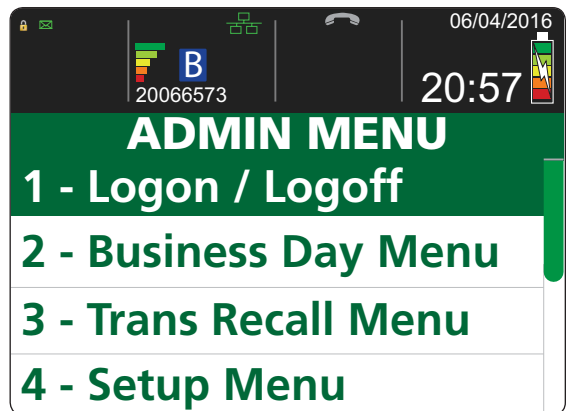 06/04/2016
B
20066573
20:57
ADMIN MENU
1 - Logon / Logoff
2 - Business Day Menu
3 - Trans Recall Menu
4 - Setup Menu